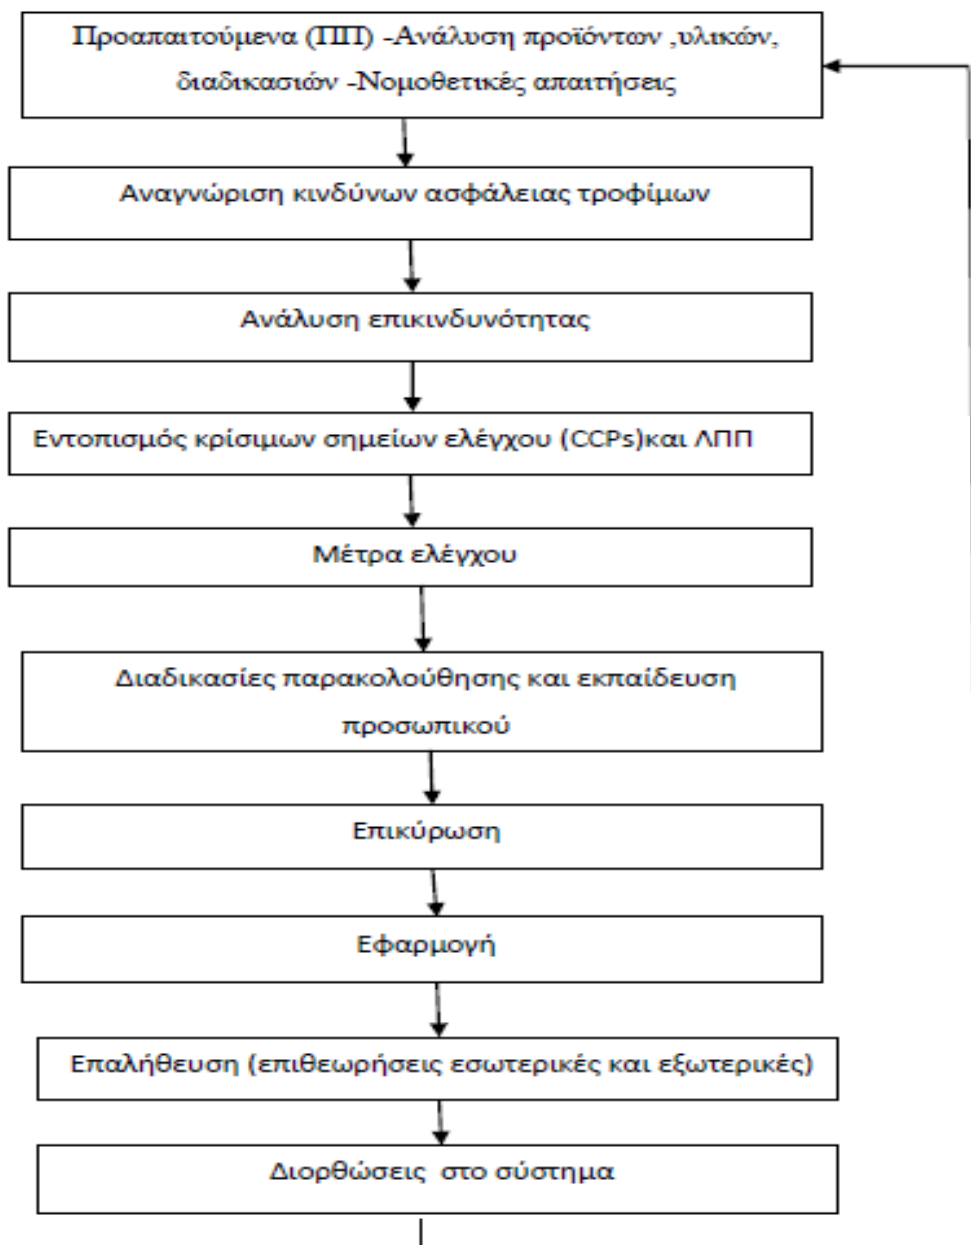 Προαπαιτούμενα (ΠΠ) -Ανάλυση προϊόντων ,υλικών,
διαδικασιών -Νομοθετικές απαιτήσεις
Αναγνώριση κινδύνων ασφάλειας τροφίμων
Ανάλυση επικινδυνότητας
Εντοπισμός κρίσιμων σημείων ελέγχου (CCPs)και ΛΠΠ
Μέτρα ελέγχου
Διαδικασίες παρακολούθησης και εκπαίδευση
προσωπικού
Επικύρωση
Εφαρμογή
Επαλήθευση (επιθεωρήσεις εσωτερικές και εξωτερικές)
Διορθώσεις στο σύστημα